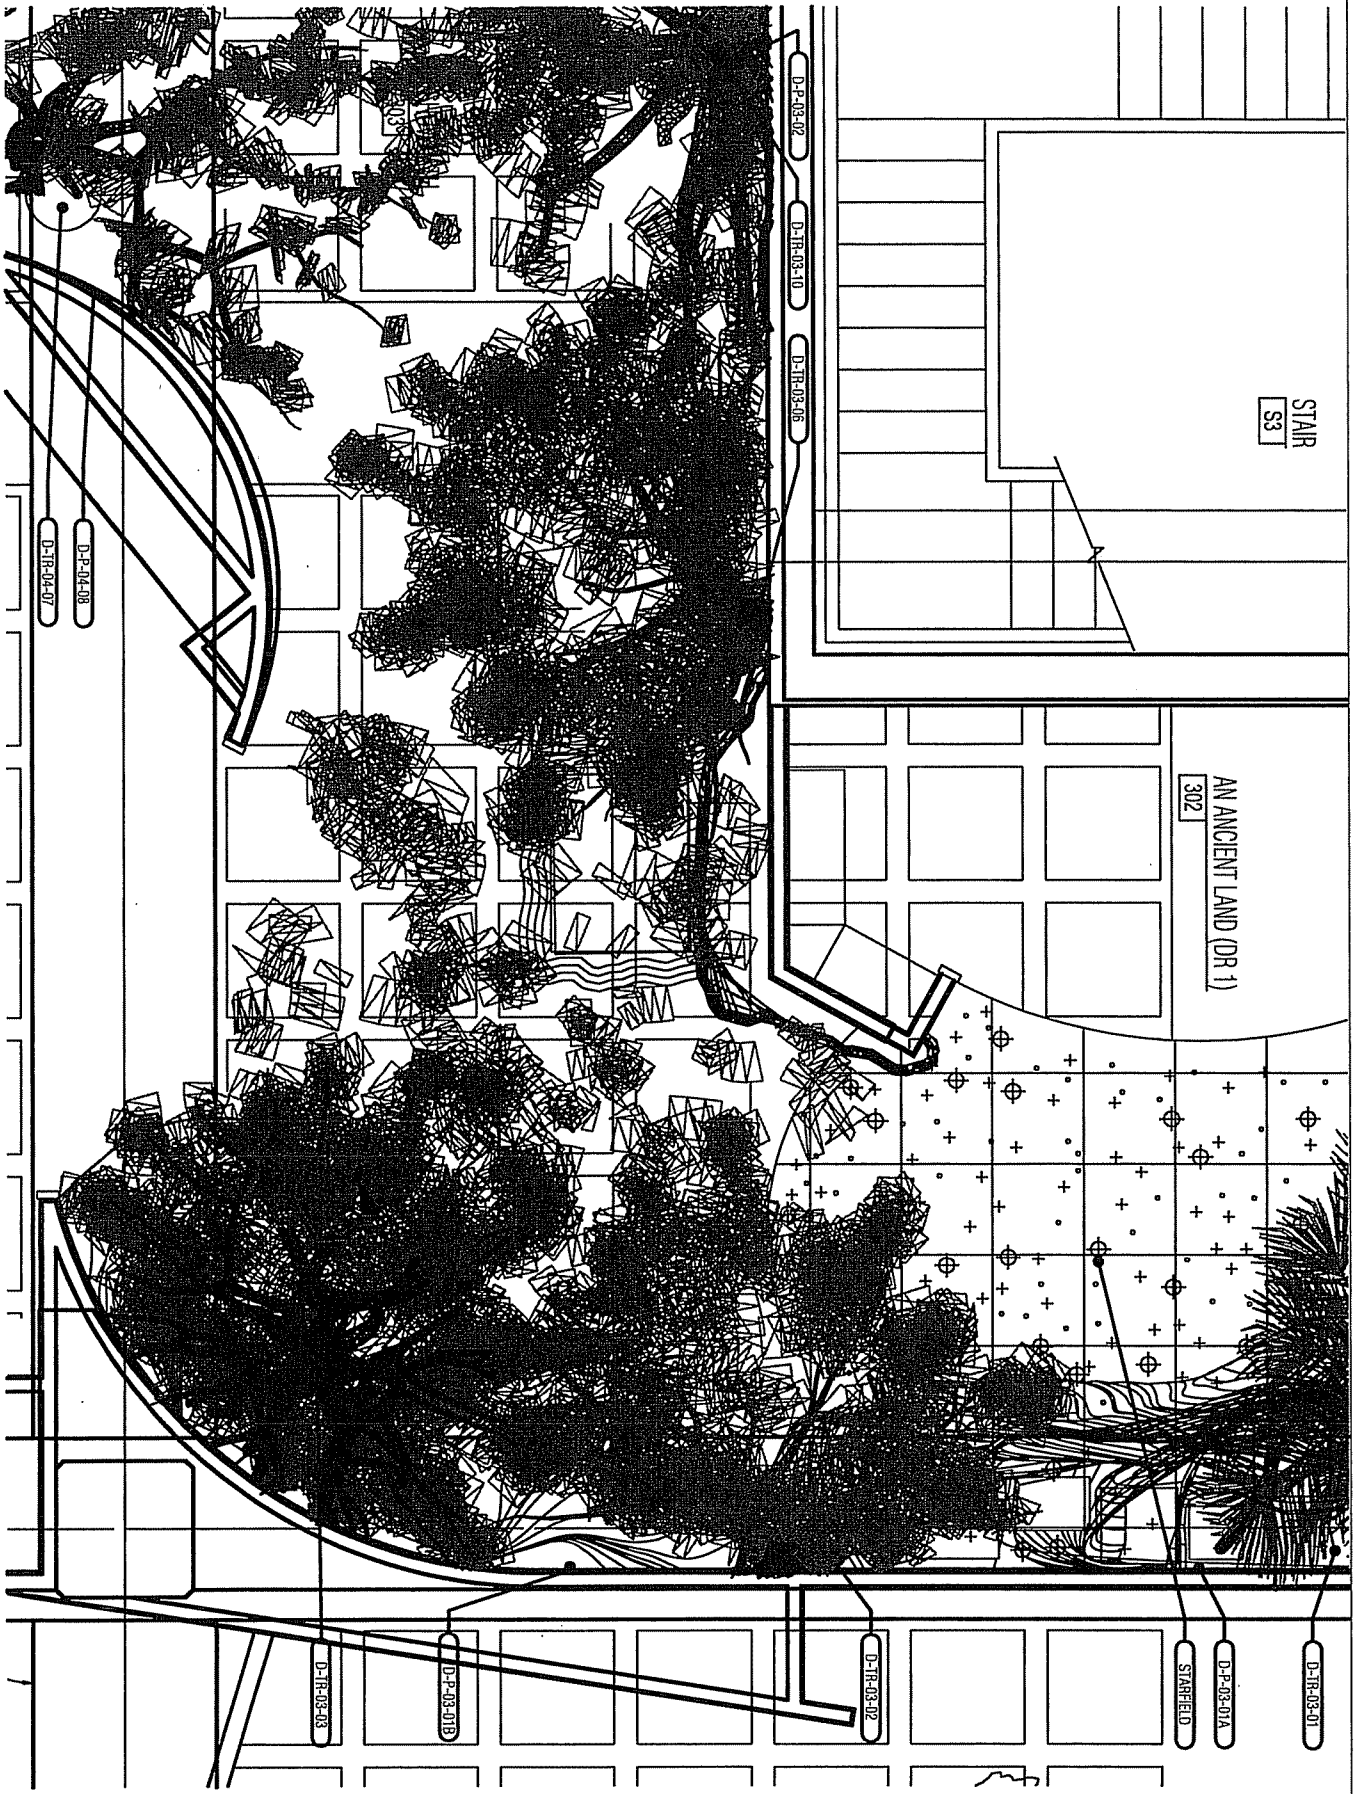 STAIR
S3
AN ANCIENT LAND (DR 1)
302
D-P-03-02
D-TR-03-10
D-TR-03-06
D-P-04-08
D-TR-04-07
D-TR-03-01
D-P-03-01A
STARFIELD
D-TR-03-02
D-P-03-01B
D-TR-03-03